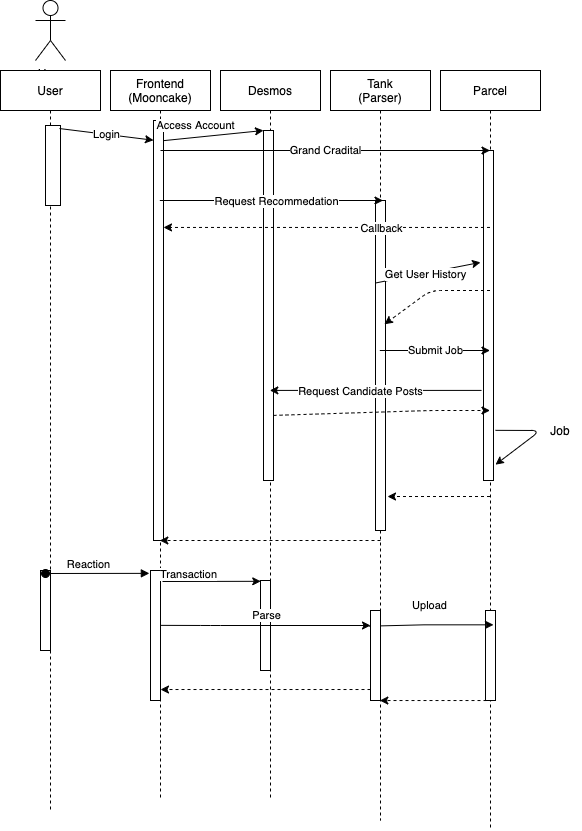 User
Frontend
(Mooncake)
Desmos
Tank
(Parser)
Parcel
Login
Access Account
Grand Cradital
Request Recommedation
Callback
Get User History
Submit Job
Request Candidate Posts
Job
Reaction
Transaction
Upload
Parse